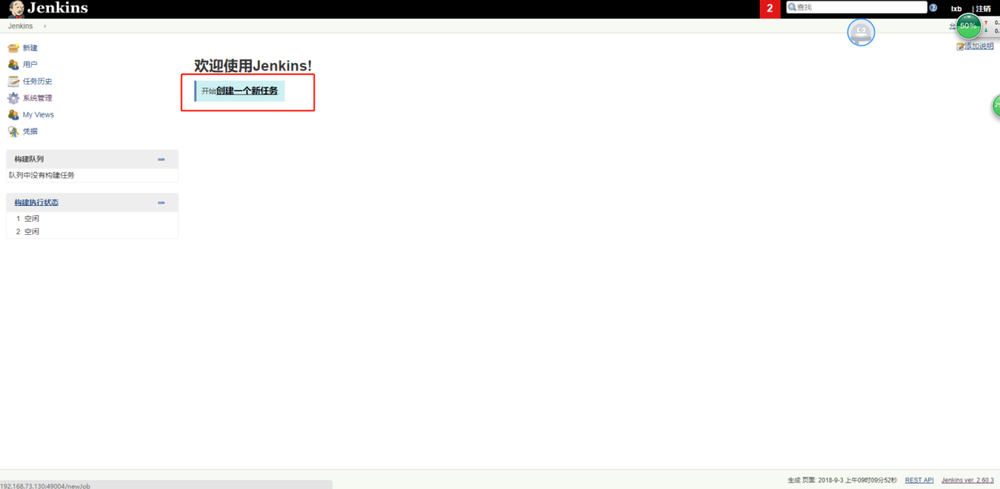 Jenkins
2
查找
lxb | 注销
Jenkins
50%
0.
0.
添加说明
新建
用户
任务历史
系统管理
My Views
凭据
欢迎使用Jenkins!
开始创建一个新任务.
构建队列
队列中没有构建任务
构建执行状态
1 空闲
2 空闲
生成 页面: 2018-9-3 上午09时09分52秒 REST API Jenkins ver. 2.60.3
192.168.73.130:49004/newJob